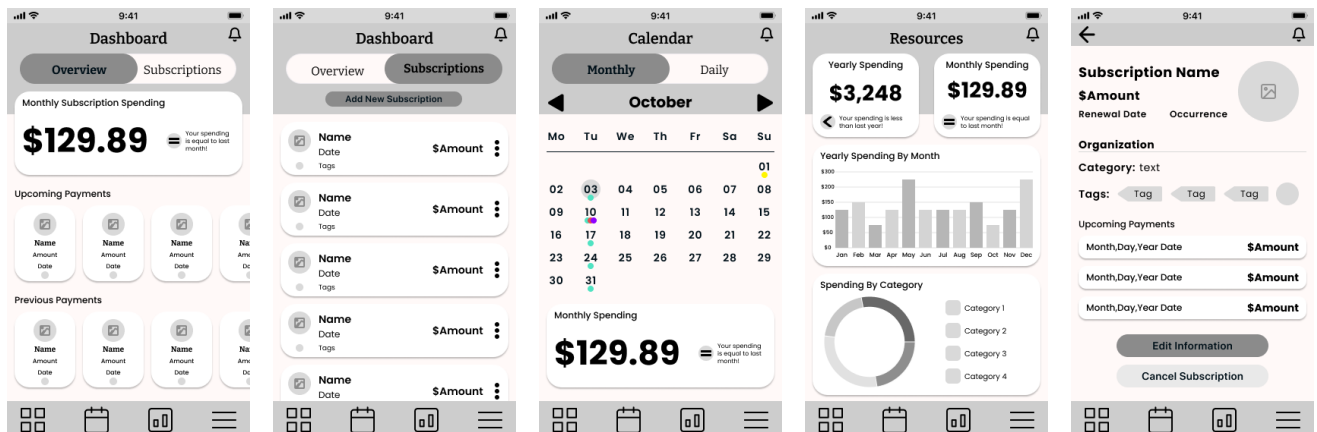 9:41
Dashboard
Overview
Subscriptions
Monthly Subscription Spending
$129.89
Your spending
is equal to last
month!
Upcoming Payments
Name
Amount
Date
Name
Amount
Date
Name
Amount
Date
Na
Amo
Da
Previous Payments
Name
Amount
Date
Name
Amount
Date
Name
Amount
Date
Na
Amo
Da
9:41
Dashboard
Overview
Subscriptions
Add New Subscription
Name
Date
Tags
$Amount
Name
Date
Tags
$Amount
Name
Date
Tags
$Amount
Name
Date
Tags
$Amount
Name
Date
$Amount
9:41
Calendar
Monthly
Daily
October
Mo Tu We Th Fr Sa Su
01
02 03 04 05 06 07 08
09 10 11 12 13 14 15
16 17 18 19 20 21 22
23 24 25 26 27 28 29
30 31
Monthly Spending
$129.89
Your spending
is equal to last
month!
9:41
Resources
Yearly Spending
$3,248
Your spending is less
than last year!
Monthly Spending
$129.89
Your spending is equal
to last month!
Yearly Spending By Month
$300
$250
$200
$150
$100
$50
$0
Jan Feb Mar Apr May Jun Jul Aug Sep Oct Nov Dec
Spending By Category
Category 1
Category 2
Category 3
Category 4
9:41
Subscription Name
$Amount
Renewal Date Occurrence
Organization
Category: text
Tags: Tag Tag Tag
Upcoming Payments
Month,Day,Year Date $Amount
Month,Day,Year Date $Amount
Month,Day,Year Date $Amount
Edit Information
Cancel Subscription